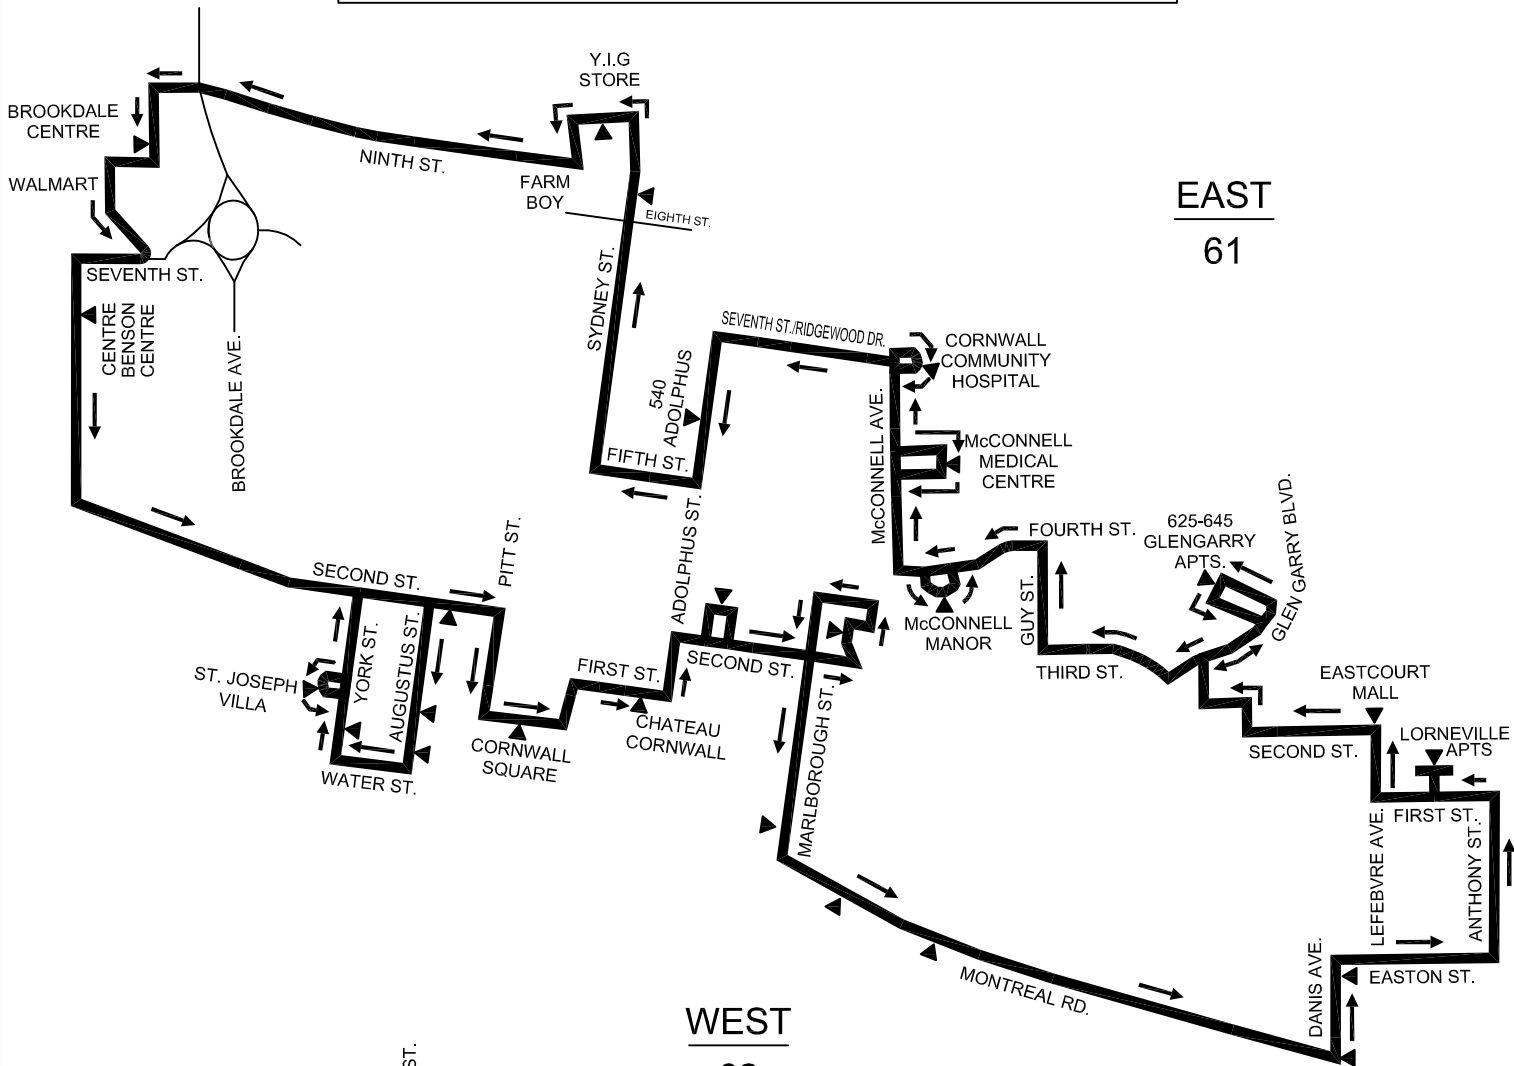 Y.I.G
STORE
BROOKDALE
CENTRE
NINTH ST.
WALMART
FARM
BOY
EIGHTH ST.
EAST
61
SEVENTH ST.
CENTRE
BENSON
CENTRE
BROOKDALE AVE.
SYDNEY ST.
SEVENTH ST./RIDGEWOOD DR.
CORNWALL
COMMUNITY
HOSPITAL
540
ADOLPHUS
FIFTH ST.
McCONNELL AVE.
McCONNELL
MEDICAL
CENTRE
ADOLPHUS ST.
PITT ST.
FOURTH ST.
625-645
GLENGARRY
APTS.
GLEN GARRY BLVD.
SECOND ST.
YORK ST.
AUGUSTUS ST.
ST. JOSEPH
VILLA
WATER ST.
FIRST ST.
SECOND ST.
CORNWALL
SQUARE
CHATEAU
CORNWALL
MARLBOROUGH ST.
McCONNELL
MANOR
GUY ST.
THIRD ST.
EASTCOURT
MALL
SECOND ST.
LORNEVILLE
APTS
FIRST ST.
LEFEBVRE AVE.
ANTHONY ST.
EASTON ST.
DANIS AVE.
MONTREAL RD.
WEST
ST.